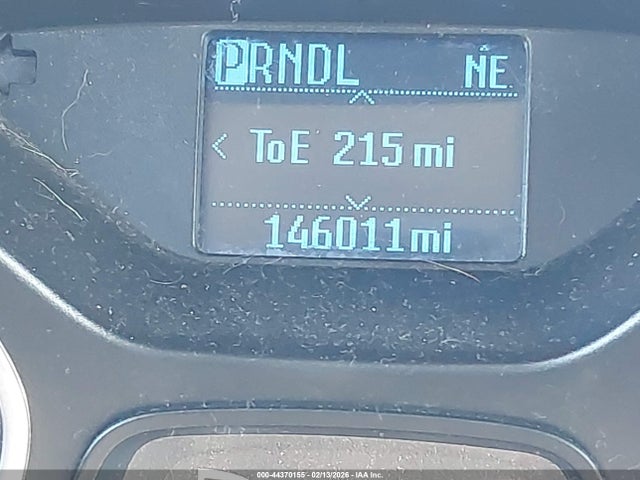 PRNDL NE
< ToE 215 mi
146011mi
000-44370155 - 02/13/2026 - IAA Inc.